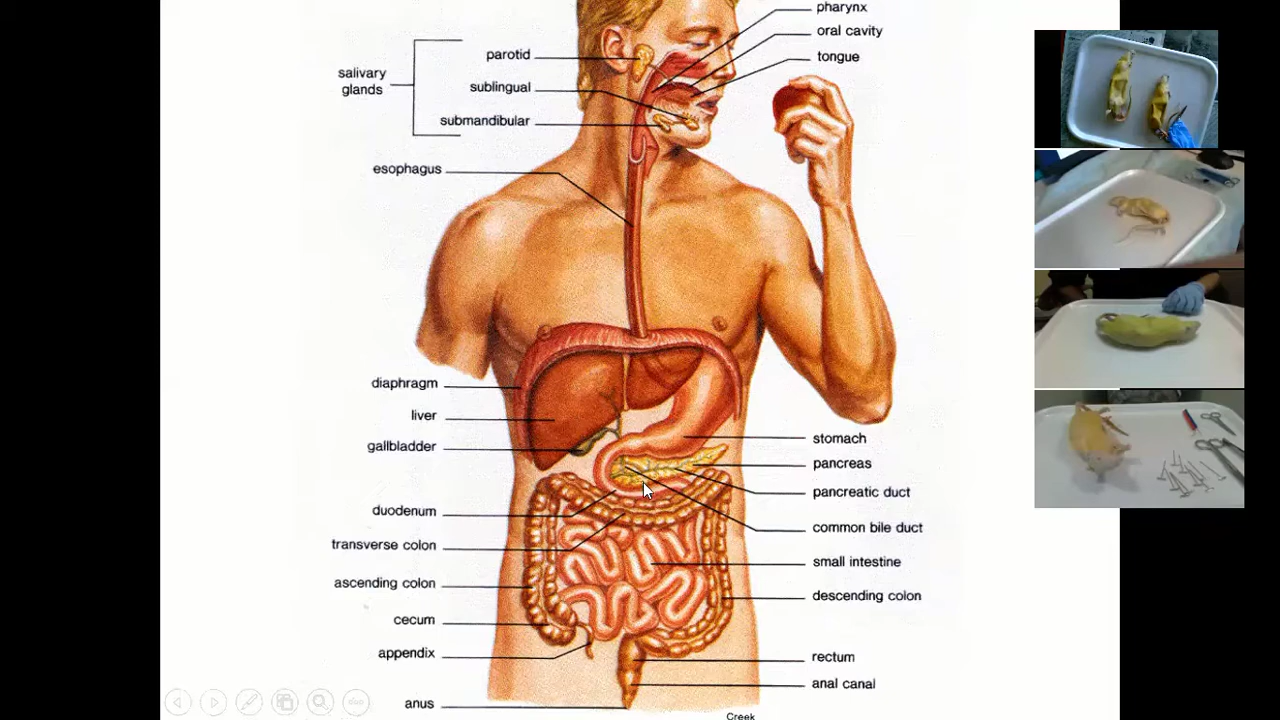 pharynx
oral cavity
tongue
parotid
salivary
glands
sublingual
submandibular
esophagus
diaphragm
liver
gallbladder
stomach
pancreas
pancreatic duct
duodenum
common bile duct
transverse colon
small intestine
ascending colon
descending colon
cecum
appendix
rectum
anal canal
anus
Creek